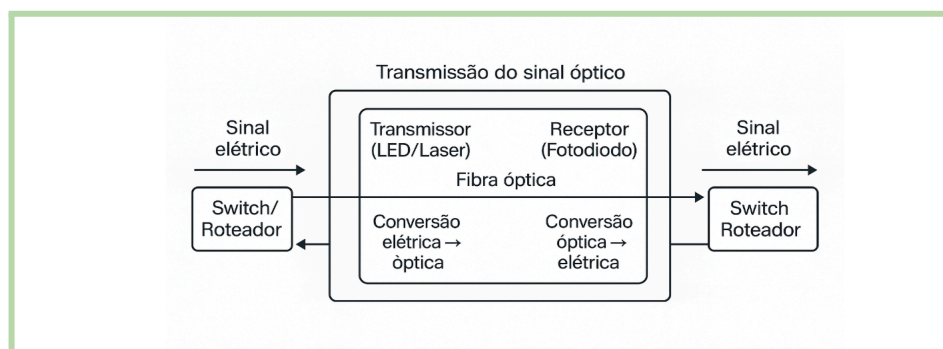 Transmissão do sinal óptico
Sinal
elétrico
Transmissor
(LED/Laser)
Receptor
(Fotodiodo)
Sinal
elétrico
Fibra óptica
Switch/
Roteador
Conversão
elétrica →
òptica
Conversão
óptica →
elétrica
Switch
Roteador